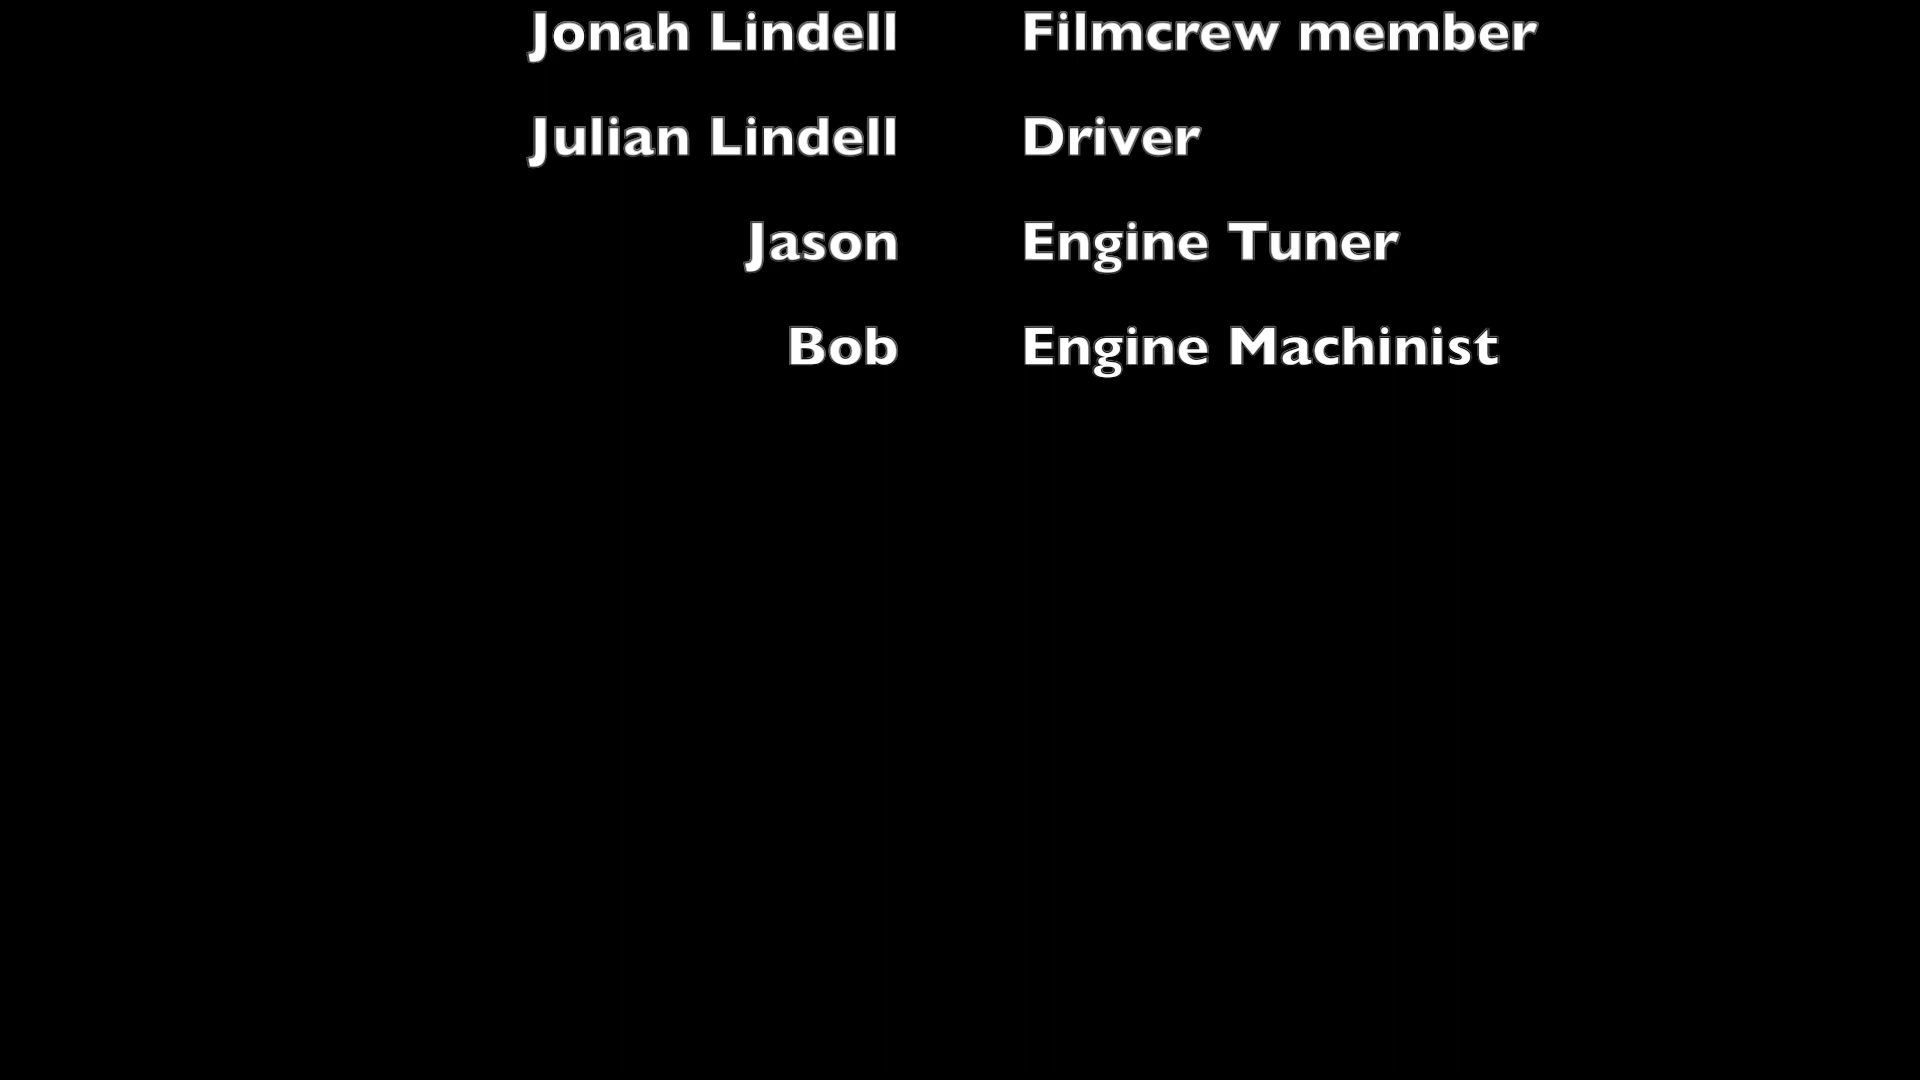 Jonah Lindell Filmcrew member
Julian Lindell Driver
Jason Engine Tuner
Bob Engine Machinist